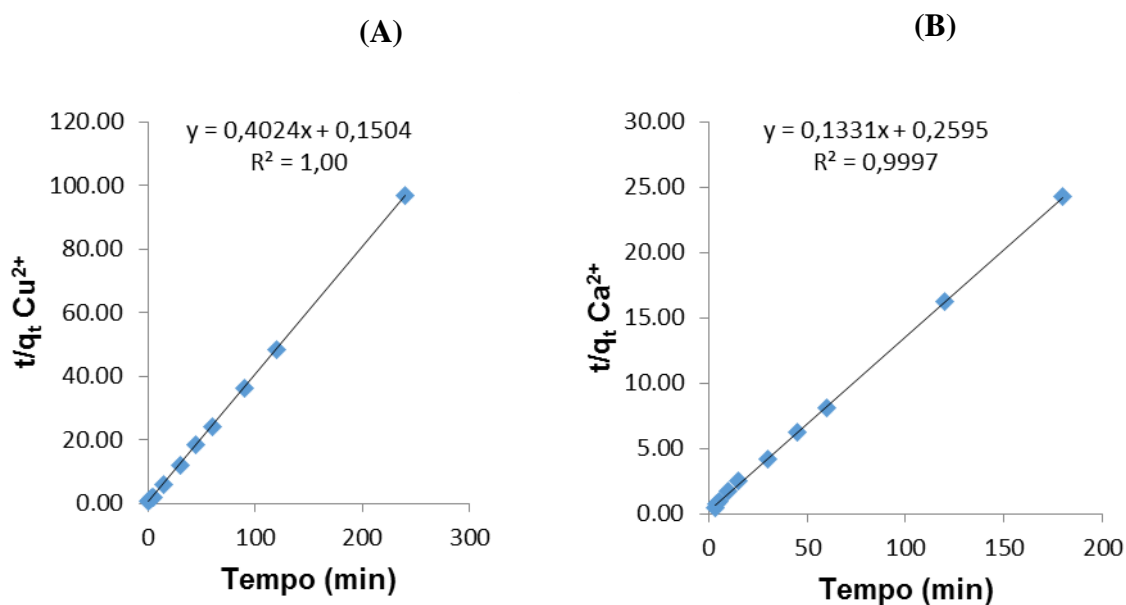 (A)
y = 0,4024x + 0,1504
R² = 1,00
120.00
100.00
80.00
60.00
40.00
20.00
0.00
0
100
200
300
t/qt Cu²⁺
Tempo (min)
(B)
y = 0,1331x + 0,2595
R² = 0,9997
30.00
25.00
20.00
15.00
10.00
5.00
0.00
0
50
100
150
200
t/qt Ca²⁺
Tempo (min)